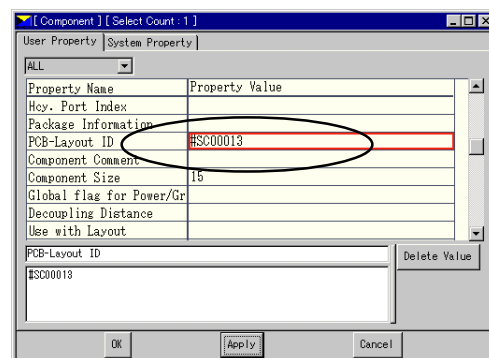 [ Component ] [ Select Count : 1 ]
User Property System Property
ALL
Property Name Property Value
Hcy. Port Index
Package Information
PCB-Layout ID #SC00013
Component Comment
Component Size 15
Global flag for Power/Gr
Decoupling Distance
Use with Layout
PCB-Layout ID Delete Value
#SC00013
OK Apply Cancel